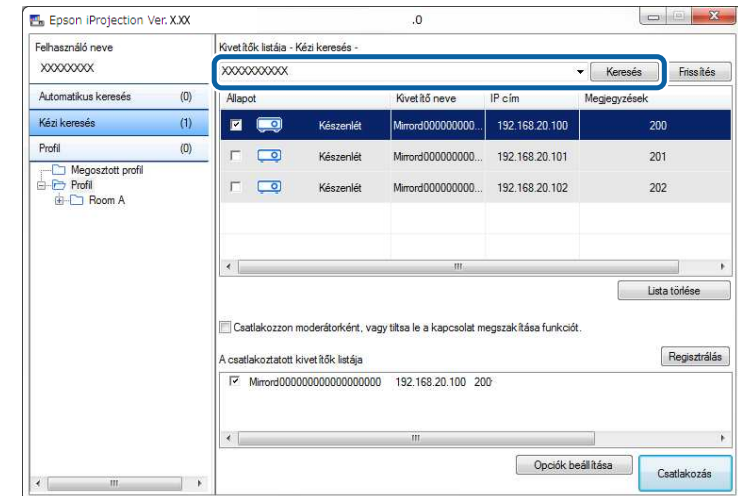 Epson iProjection Ver. X.XX .0
Felhasználó neve
XXXXXXXX
Automatikus keresés (0)
Kézi keresés (1)
Profil (0)
Megosztott profil
Profil
Room A
Kivetítők listája - Kézi keresés -
XXXXXXXXXX Keresés Frissítés
Állapot Kivetítő neve IP cím Megjegyzések
Készenlét Mirrord000000000... 192.168.20.100 200
Készenlét Mirrord000000000... 192.168.20.101 201
Készenlét Mirrord000000000... 192.168.20.102 202
Lista törlése
Csatlakozzon moderátorként, vagy tiltsa le a kapcsolat megszakítása funkciót.
A csatlakoztatott kivetítők listája Regisztrálás
Mirrord000000000000000000 192.168.20.100 200
Opciók beállítása Csatlakozás